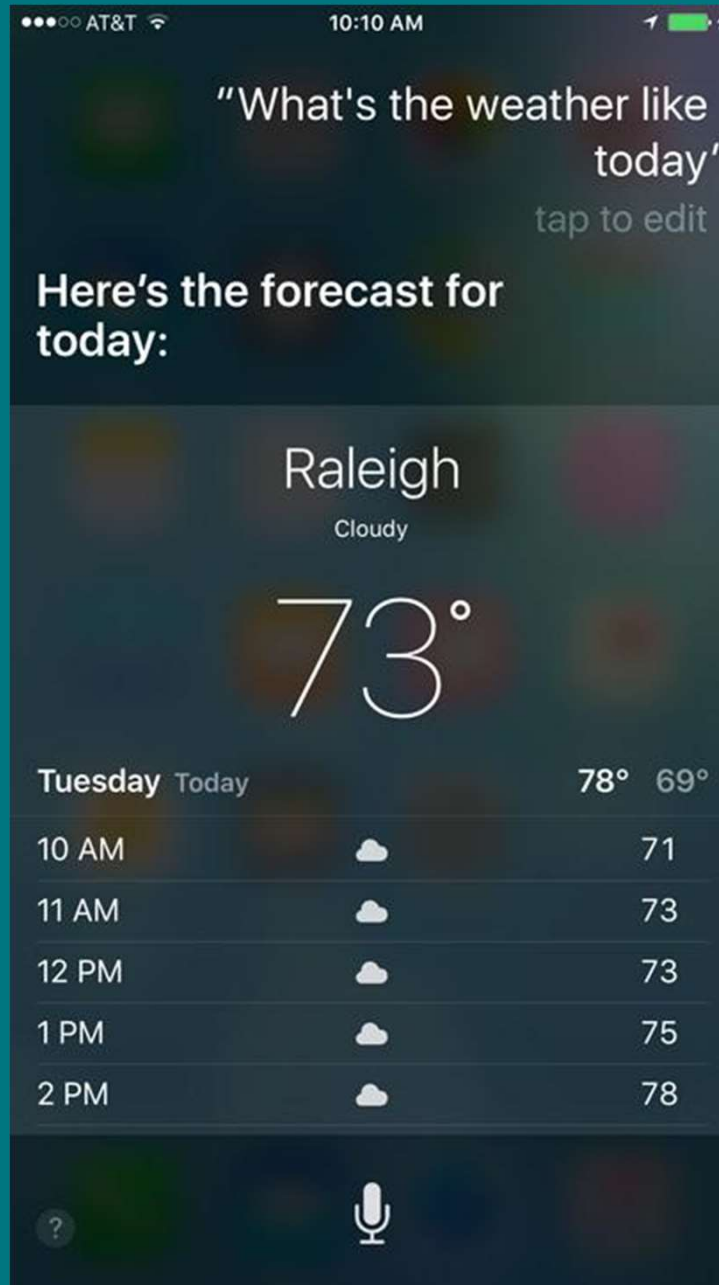 AT&T 10:10 AM
“What's the weather like
today”
tap to edit
Here’s the forecast for
today:
Raleigh
Cloudy
73°
Tuesday Today 78° 69°
10 AM 71
11 AM 73
12 PM 73
1 PM 75
2 PM 78
?